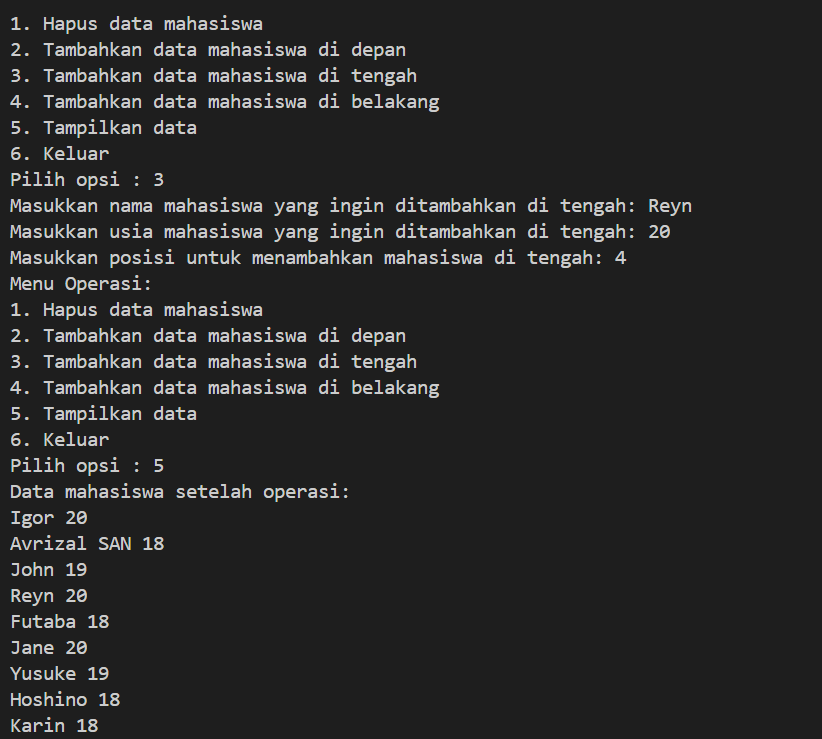 1. Hapus data mahasiswa
2. Tambahkan data mahasiswa di depan
3. Tambahkan data mahasiswa di tengah
4. Tambahkan data mahasiswa di belakang
5. Tampilkan data
6. Keluar
Pilih opsi : 3
Masukkan nama mahasiswa yang ingin ditambahkan di tengah: Reyn
Masukkan usia mahasiswa yang ingin ditambahkan di tengah: 20
Masukkan posisi untuk menambahkan mahasiswa di tengah: 4
Menu Operasi:
1. Hapus data mahasiswa
2. Tambahkan data mahasiswa di depan
3. Tambahkan data mahasiswa di tengah
4. Tambahkan data mahasiswa di belakang
5. Tampilkan data
6. Keluar
Pilih opsi : 5
Data mahasiswa setelah operasi:
Igor 20
Avrizal SAN 18
John 19
Reyn 20
Futaba 18
Jane 20
Yusuke 19
Hoshino 18
Karin 18